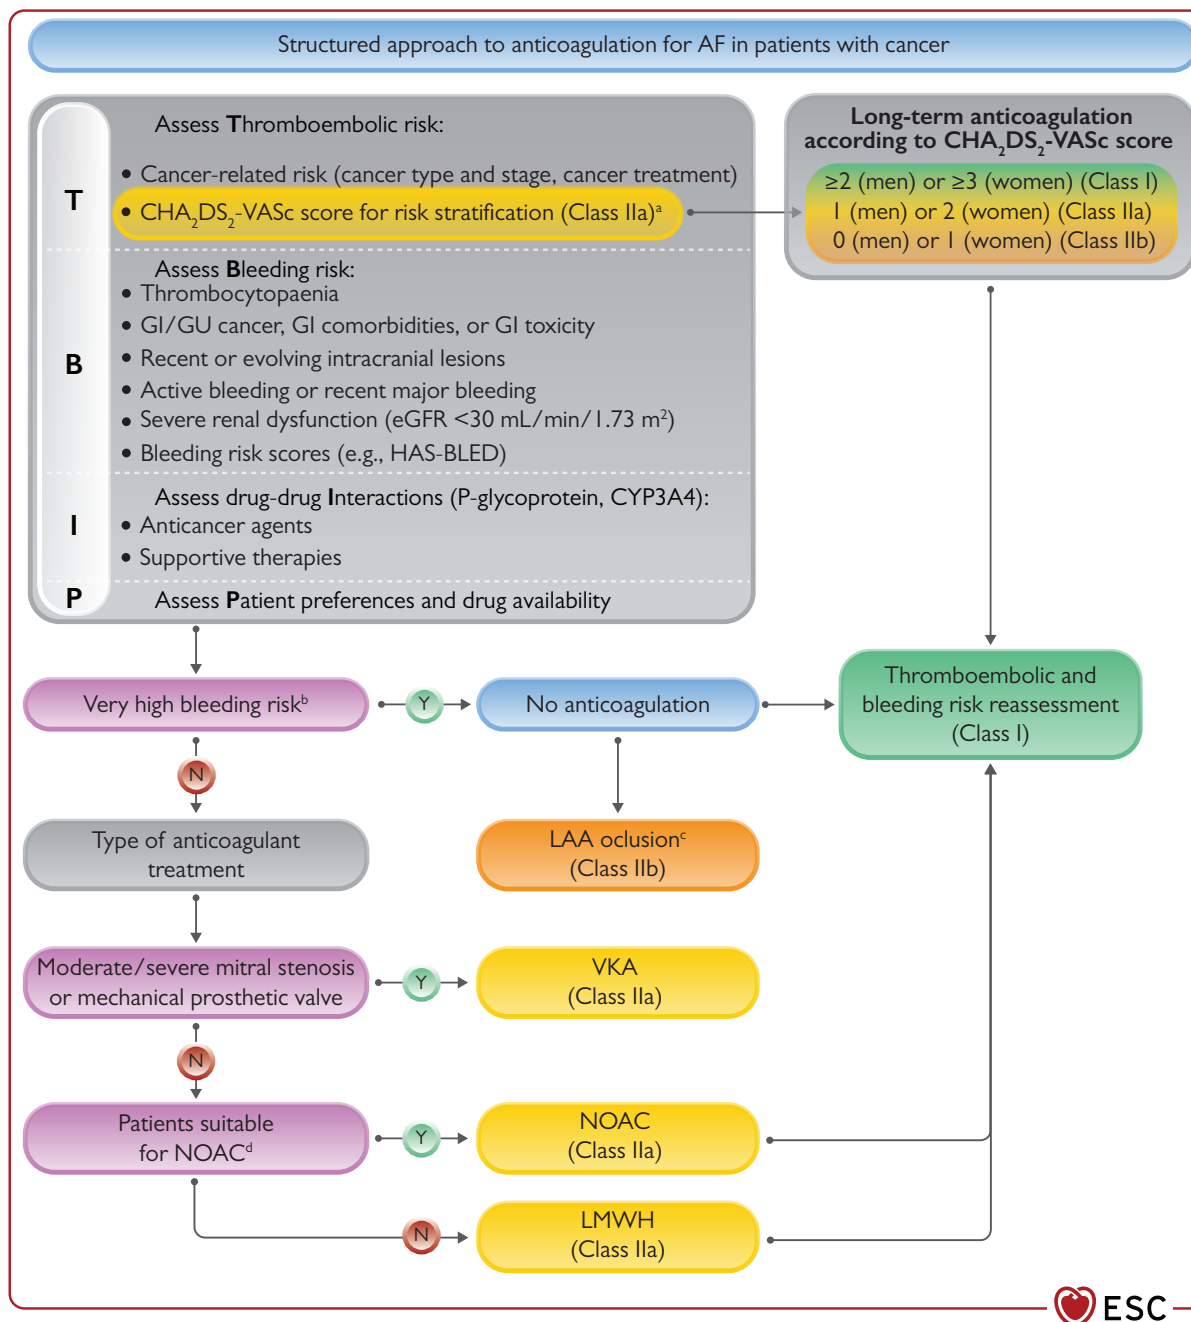 Structured approach to anticoagulation for AF in patients with cancer
T
Assess Thromboembolic risk:
• Cancer-related risk (cancer type and stage, cancer treatment)
• CHA₂DS₂-VASc score for risk stratification (Class IIa)ᵃ
Long-term anticoagulation
according to CHA₂DS₂-VASc score
≥2 (men) or ≥3 (women) (Class I)
1 (men) or 2 (women) (Class IIa)
0 (men) or 1 (women) (Class IIb)
B
Assess Bleeding risk:
• Thrombocytopaenia
• GI/GU cancer, GI comorbidities, or GI toxicity
• Recent or evolving intracranial lesions
• Active bleeding or recent major bleeding
• Severe renal dysfunction (eGFR <30 mL/min/1.73 m²)
• Bleeding risk scores (e.g., HAS-BLED)
I
Assess drug-drug Interactions (P-glycoprotein, CYP3A4):
• Anticancer agents
• Supportive therapies
P
Assess Patient preferences and drug availability
Very high bleeding riskᵇ
Y
No anticoagulation
Thromboembolic and
bleeding risk reassessment
(Class I)
N
Type of anticoagulant
treatment
LAA oclusionᶜ
(Class IIb)
Moderate/severe mitral stenosis
or mechanical prosthetic valve
Y
VKA
(Class IIa)
N
Patients suitable
for NOACᵈ
Y
NOAC
(Class IIa)
N
LMWH
(Class IIa)
ESC